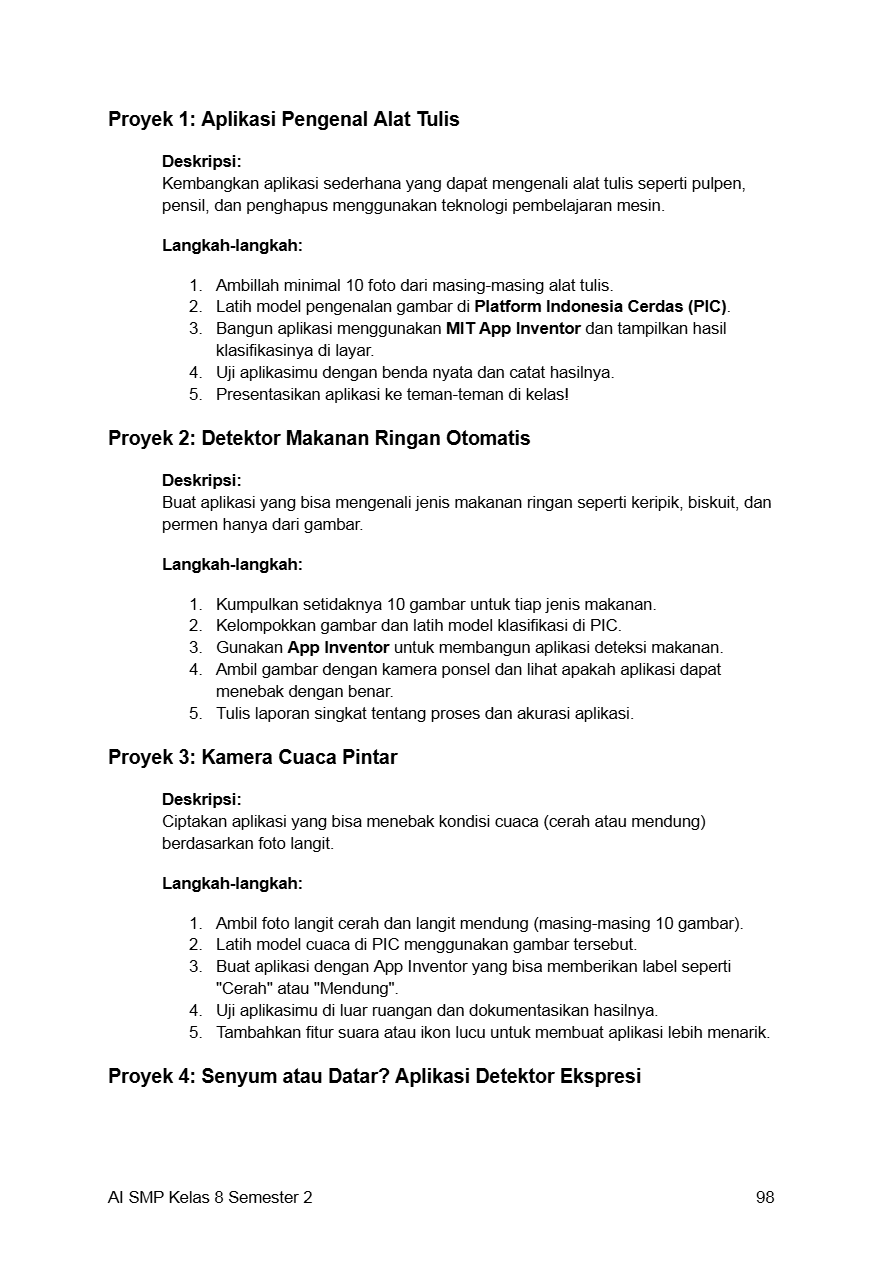 Proyek 1: Aplikasi Pengenal Alat Tulis
Deskripsi:
Kembangkan aplikasi sederhana yang dapat mengenali alat tulis seperti pulpen,
pensil, dan penghapus menggunakan teknologi pembelajaran mesin.
Langkah-langkah:
1. Ambillah minimal 10 foto dari masing-masing alat tulis.
2. Latih model pengenalan gambar di Platform Indonesia Cerdas (PIC).
3. Bangun aplikasi menggunakan MIT App Inventor dan tampilkan hasil
klasifikasinya di layar.
4. Uji aplikasimu dengan benda nyata dan catat hasilnya.
5. Presentasikan aplikasi ke teman-teman di kelas!
Proyek 2: Detektor Makanan Ringan Otomatis
Deskripsi:
Buat aplikasi yang bisa mengenali jenis makanan ringan seperti keripik, biskuit, dan
permen hanya dari gambar.
Langkah-langkah:
1. Kumpulkan setidaknya 10 gambar untuk tiap jenis makanan.
2. Kelompokkan gambar dan latih model klasifikasi di PIC.
3. Gunakan App Inventor untuk membangun aplikasi deteksi makanan.
4. Ambil gambar dengan kamera ponsel dan lihat apakah aplikasi dapat
menebak dengan benar.
5. Tulis laporan singkat tentang proses dan akurasi aplikasi.
Proyek 3: Kamera Cuaca Pintar
Deskripsi:
Ciptakan aplikasi yang bisa menebak kondisi cuaca (cerah atau mendung)
berdasarkan foto langit.
Langkah-langkah:
1. Ambil foto langit cerah dan langit mendung (masing-masing 10 gambar).
2. Latih model cuaca di PIC menggunakan gambar tersebut.
3. Buat aplikasi dengan App Inventor yang bisa memberikan label seperti
"Cerah" atau "Mendung".
4. Uji aplikasimu di luar ruangan dan dokumentasikan hasilnya.
5. Tambahkan fitur suara atau ikon lucu untuk membuat aplikasi lebih menarik.
Proyek 4: Senyum atau Datar? Aplikasi Detektor Ekspresi
AI SMP Kelas 8 Semester 2 98